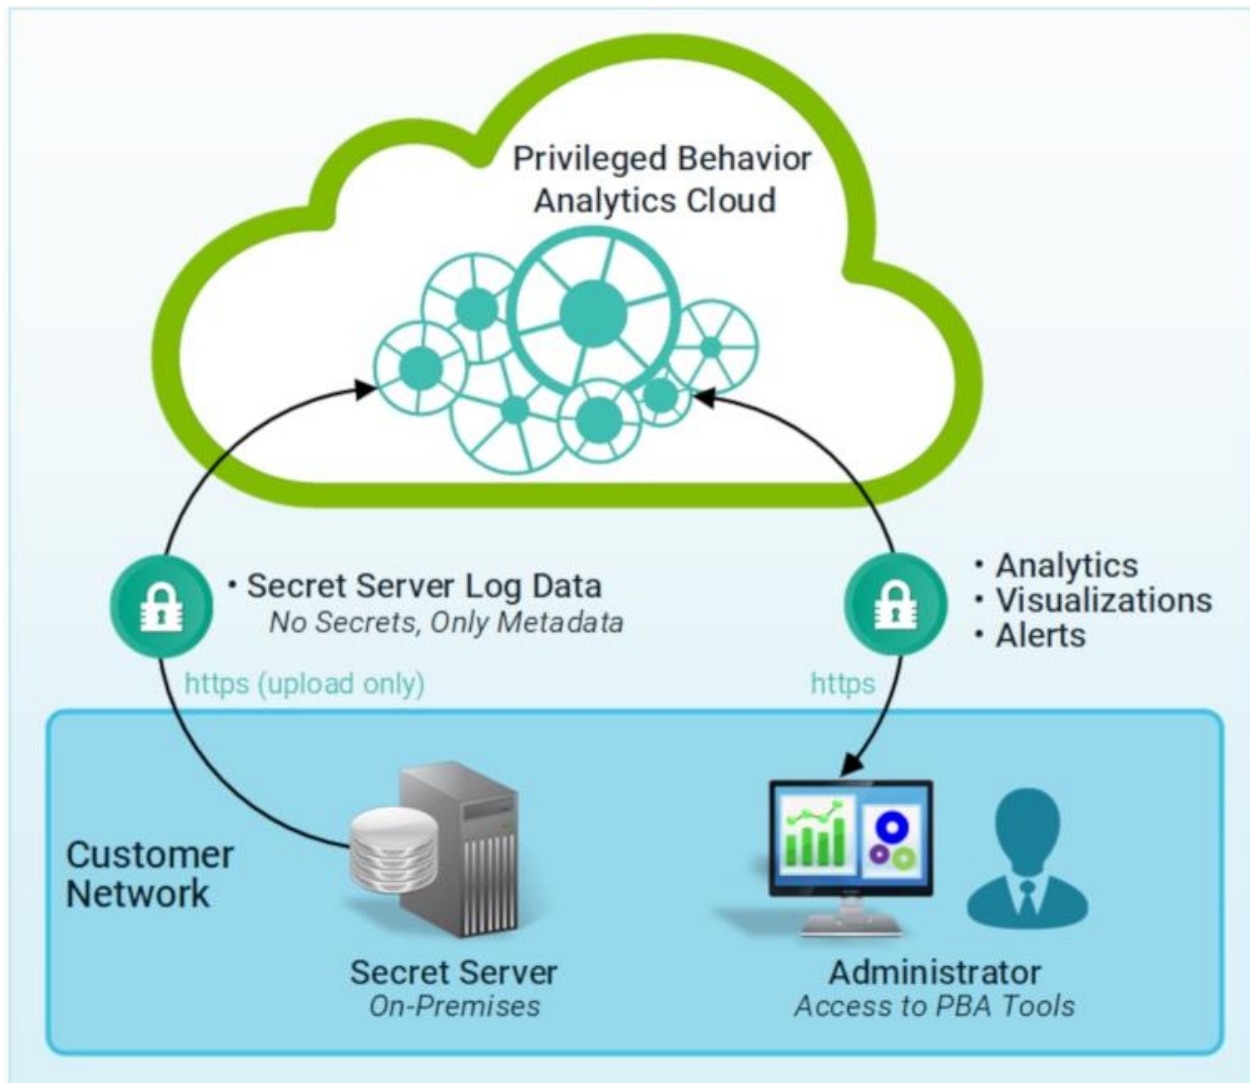 Privileged Behavior
Analytics Cloud
• Secret Server Log Data
No Secrets, Only Metadata
https (upload only)
• Analytics
• Visualizations
• Alerts
https
Customer
Network
Secret Server
On-Premises
Administrator
Access to PBA Tools